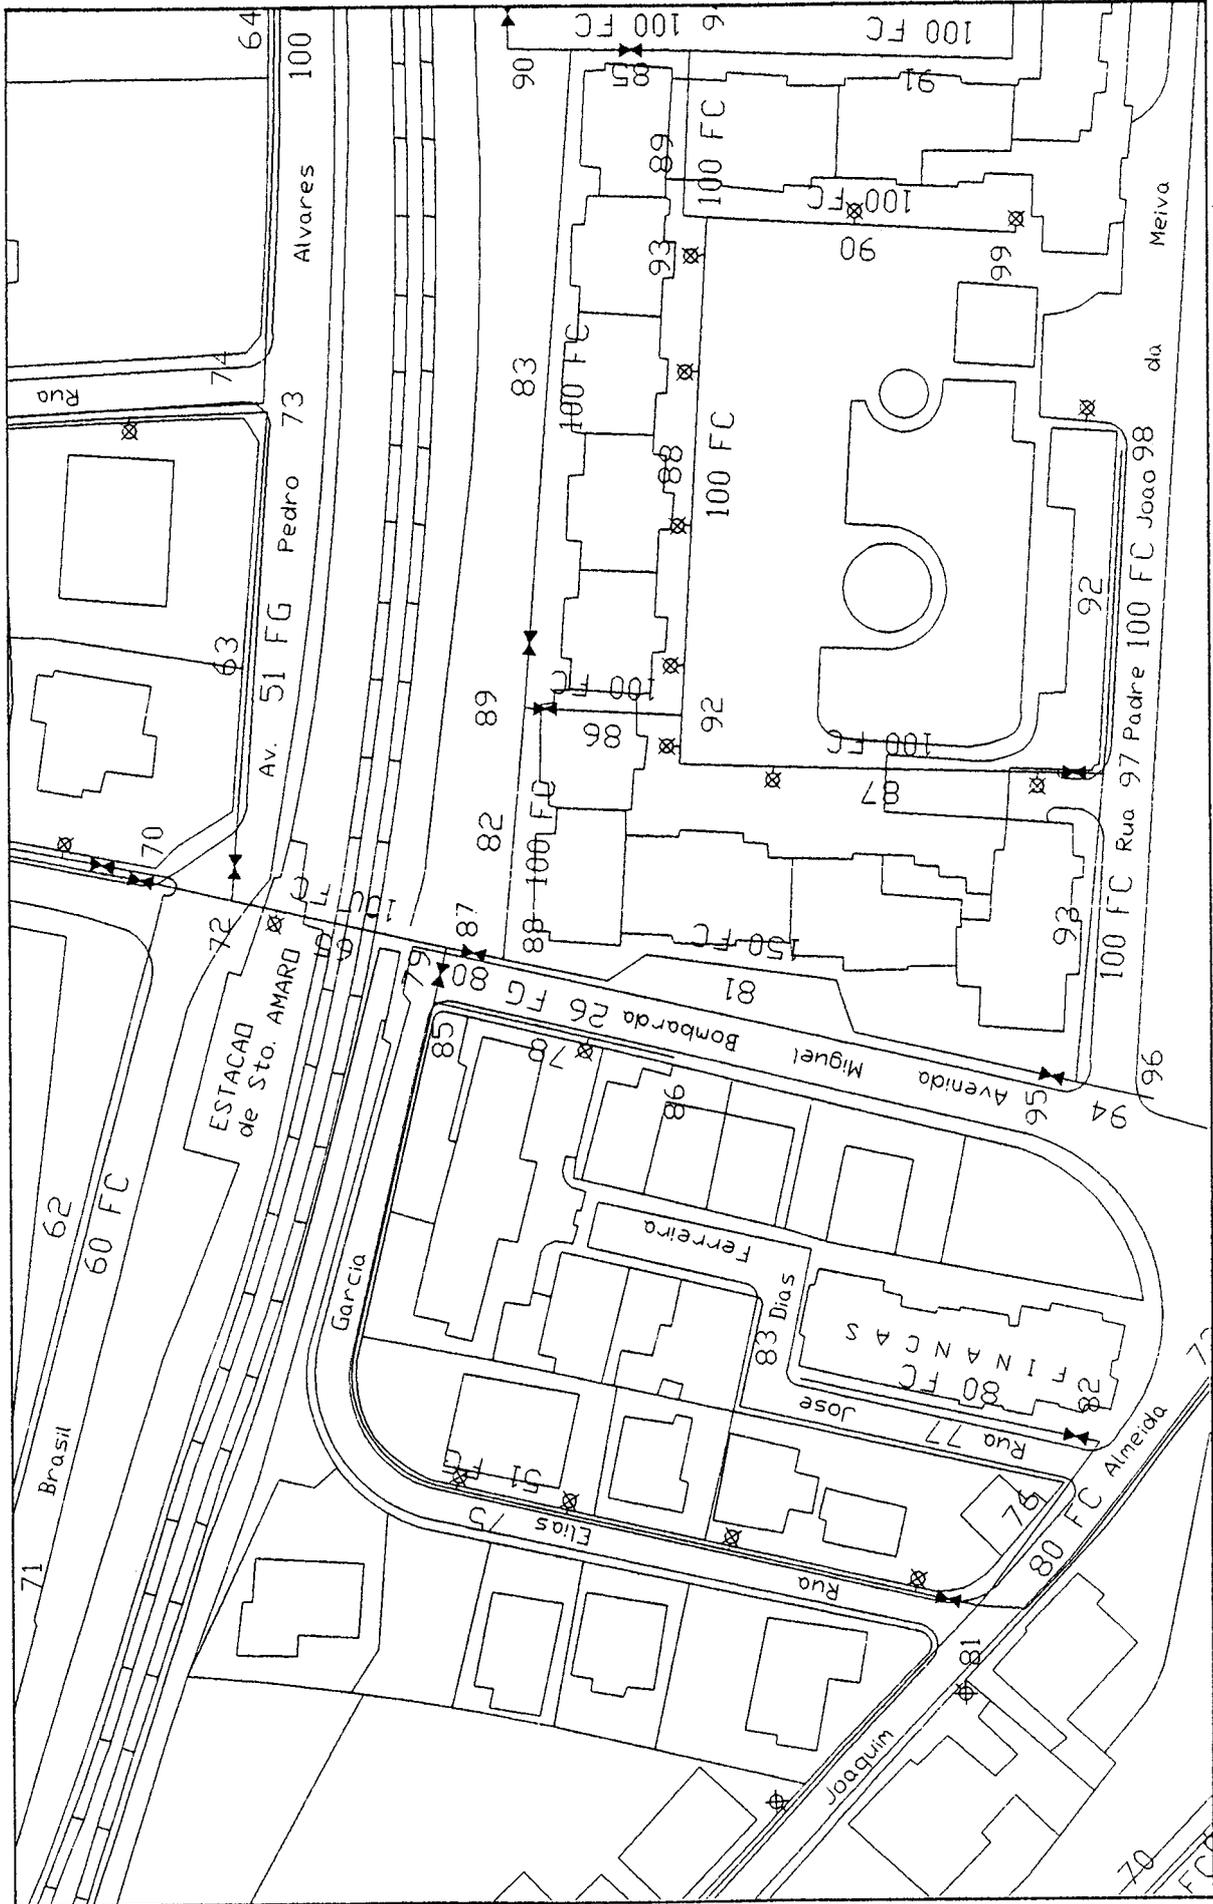 64
100
Alvares
Rua
74
73
Pedro
63
51 FG
Av.
70
72
ESTACAO
de Sto. AMARO
62
60 FC
Brasil
71
90
100 FC
100 FC
85
91
89
100 FC
100 FC
93
90
99
83
100 FC
88
100 FC
89
100 FC
86
92
100 FC
87
82
100 FC
88
87
80
79
150 FC
81
93
100 FC
92
Meiva
da
98
Joao
100 FC
Padre
97
Rua
96
94
95
Avenida
Miguel
Bombarda
26 FG
85
78
86
Garcia
Ferreira
Dias
83
FINANCAS
80 FC
82
Jose
77
Rua
51 FC
75
Elias
Rua
76
80 FC
Almeida
81
Joaquim
70